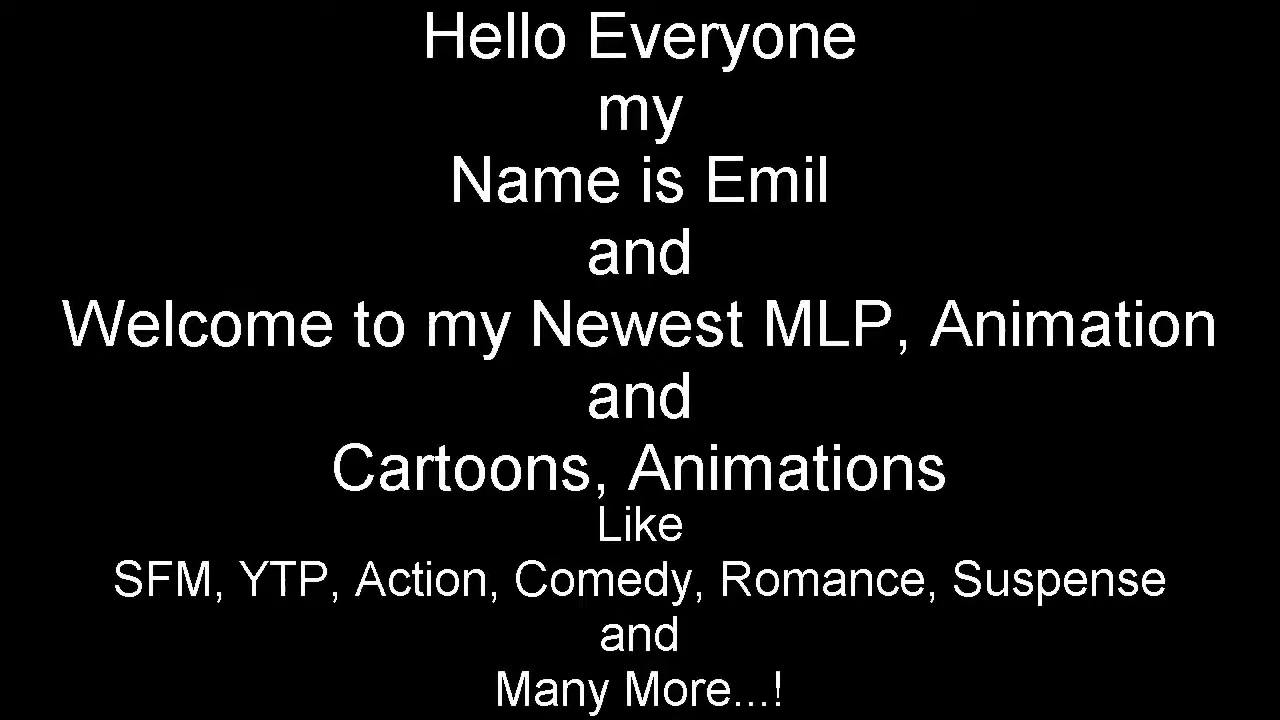 Hello Everyone
my
Name is Emil
and
Welcome to my Newest MLP, Animation
and
Cartoons, Animations
Like
SFM, YTP, Action, Comedy, Romance, Suspense
and
Many More...!